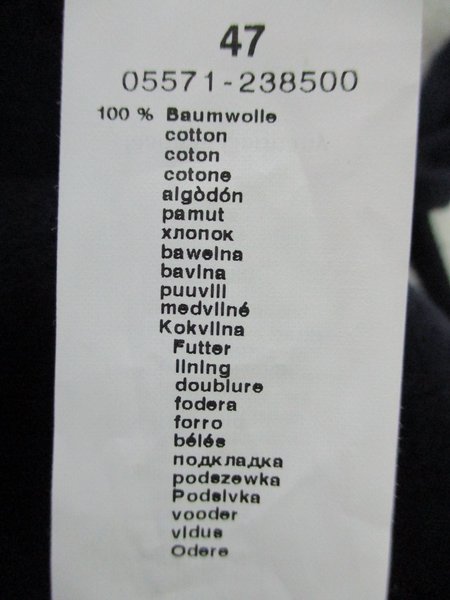 47
05571-238500
100 % Baumwolle
cotton
coton
cotone
algòdón
pamut
хлопок
bawelna
bavlna
puuvill
medvilné
Kokvilna
Futter
lining
doublure
fodera
forro
bélés
подкладка
podszewka
Podsivka
vooder
vidus
Odere